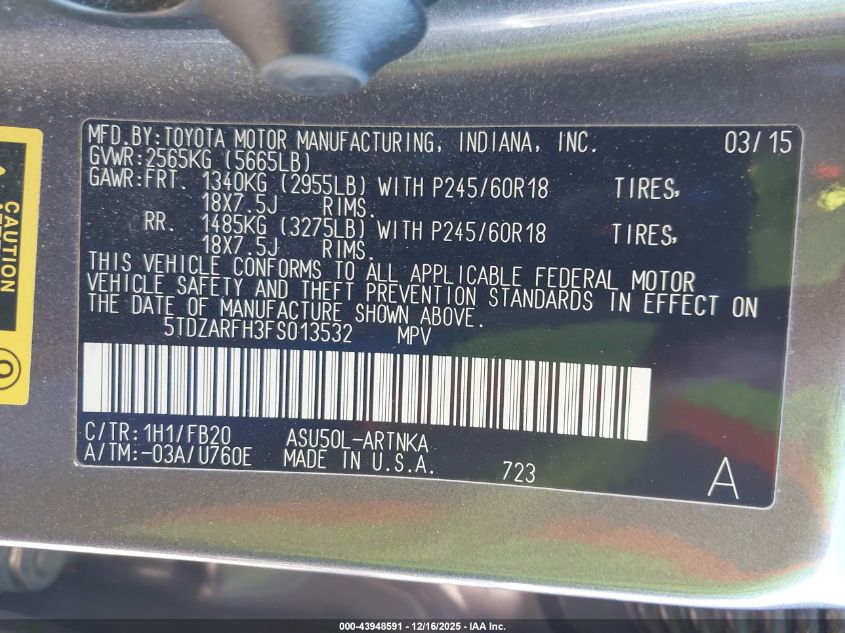 MFD.BY:TOYOTA MOTOR MANUFACTURING, INDIANA, INC. 03/15
GVWR:2565KG (5665LB)
GAWR:FRT. 1340KG (2955LB) WITH P245/60R18 TIRES,
18X7.5J RIMS.
RR. 1485KG (3275LB) WITH P245/60R18 TIRES,
18X7.5J RIMS.
THIS VEHICLE CONFORMS TO ALL APPLICABLE FEDERAL MOTOR
VEHICLE SAFETY AND THEFT PREVENTION STANDARDS IN EFFECT ON
THE DATE OF MANUFACTURE SHOWN ABOVE.
5TDZARFH3FS013532 MPV
C/TR:1H1/FB20 ASU50L-ARTNKA
A/TM:-03A/U760E MADE IN U.S.A. 723 A
CAUTION
000-43948591 - 12/16/2025 - IAA Inc.